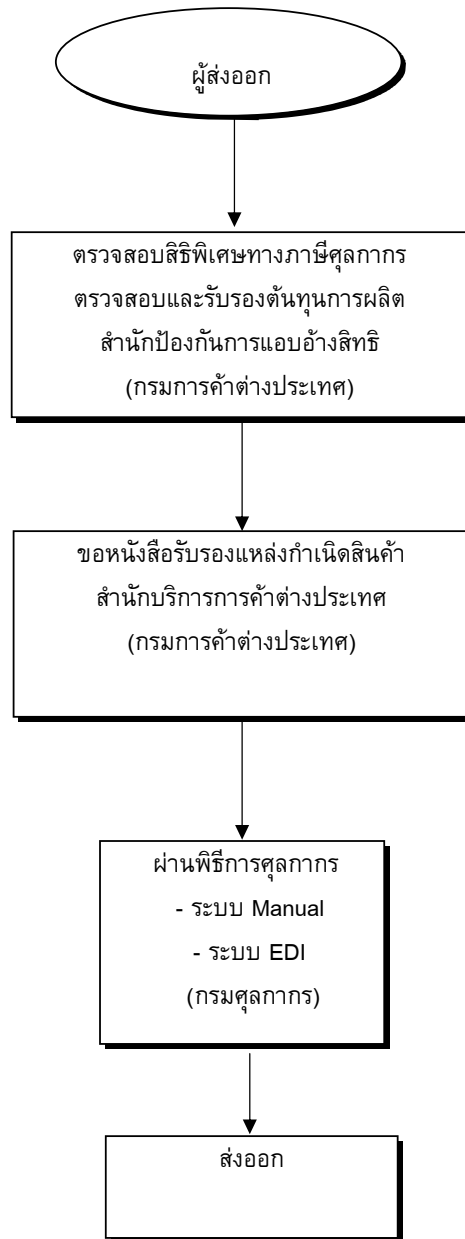 ผู้ส่งออก
ตรวจสอบสิธิพิเศษทางภาษีศุลกากร
ตรวจสอบและรับรองต้นทุนการผลิต
สำนักป้องกันการแอบอ้างสิทธิ
(กรมการค้าต่างประเทศ)
ขอหนังสือรับรองแหล่งกำเนิดสินค้า
สำนักบริการการค้าต่างประเทศ
(กรมการค้าต่างประเทศ)
ผ่านพิธีการศุลกากร
- ระบบ Manual
- ระบบ EDI
(กรมศุลกากร)
ส่งออก